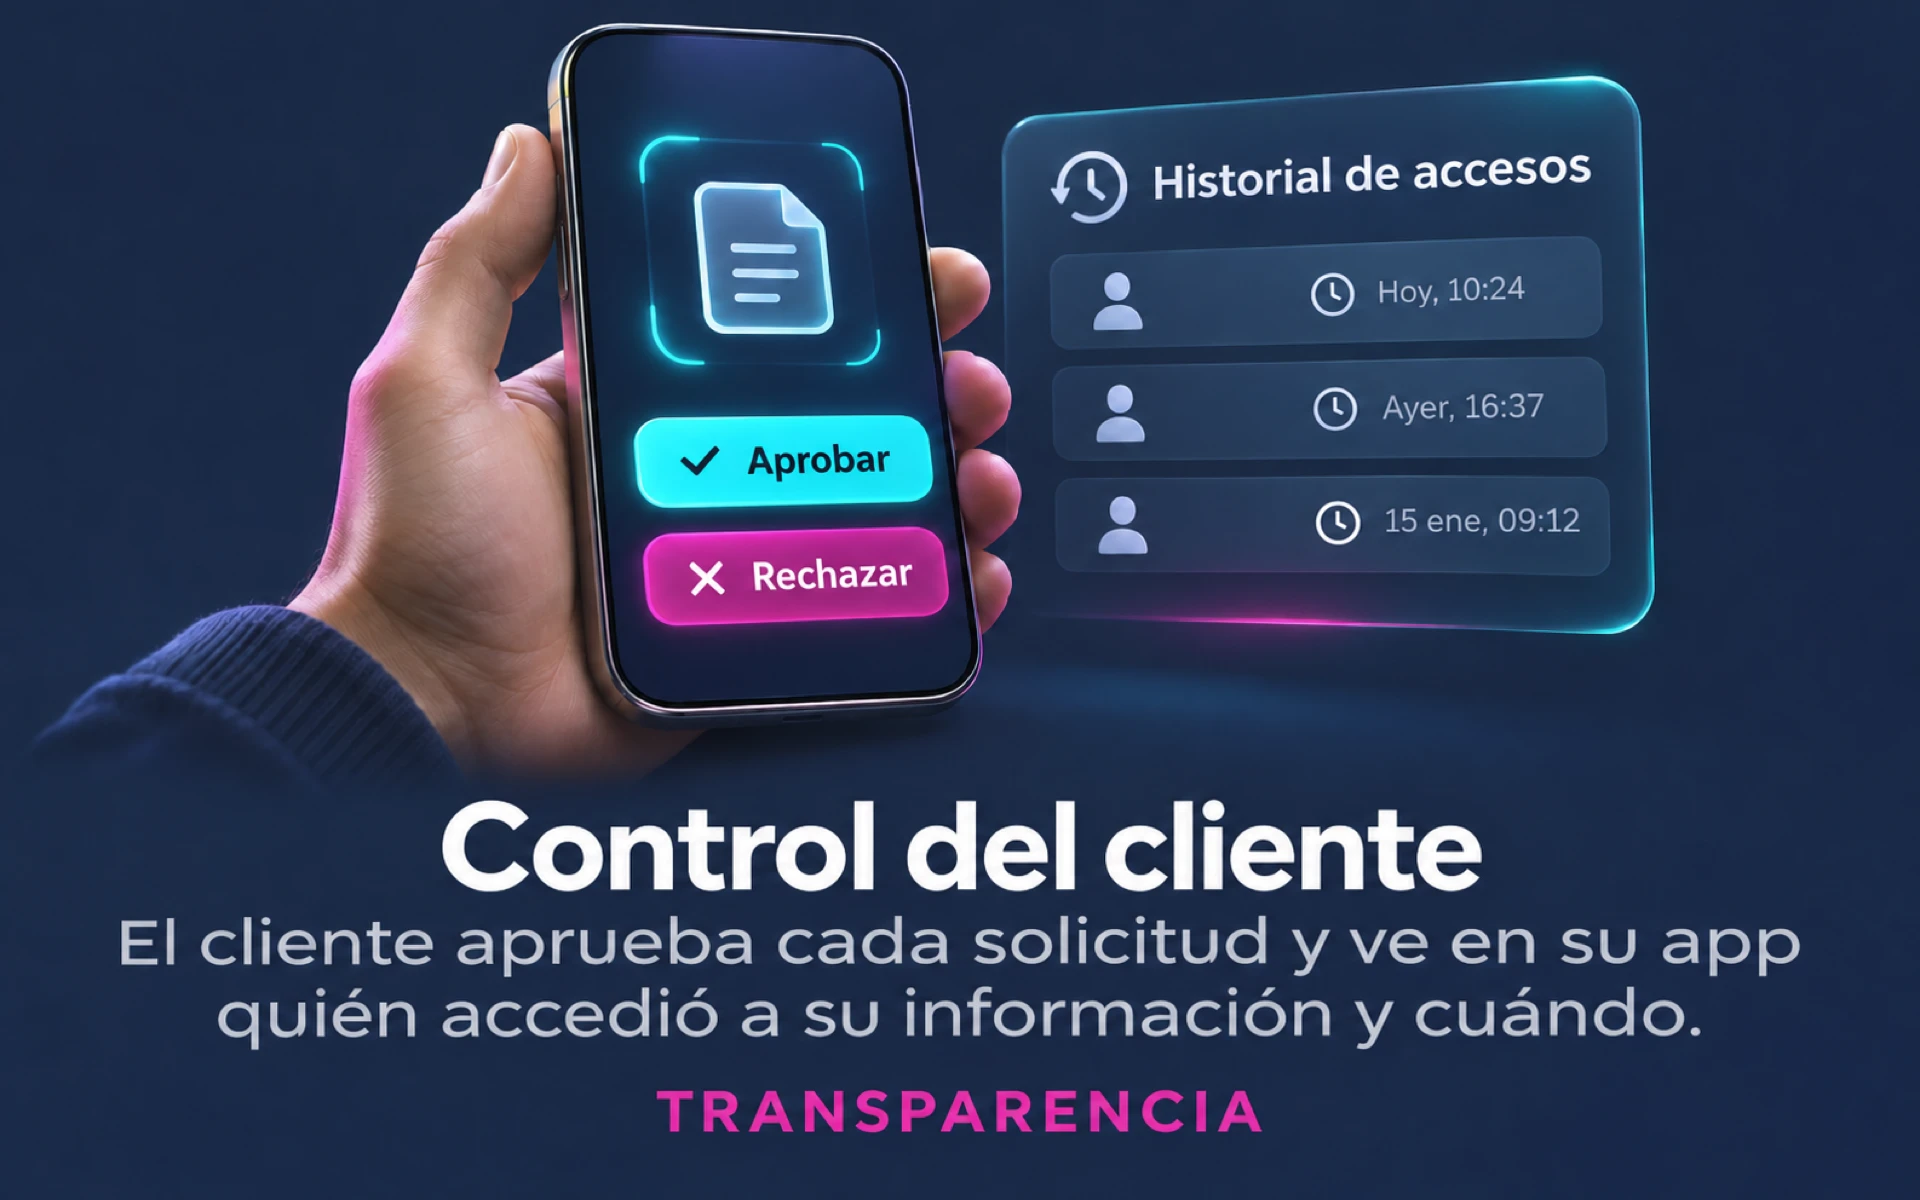 Historial de accesos
Hoy, 10:24
Ayer, 16:37
15 ene, 09:12
Aprobar
Rechazar
Control del cliente
El cliente aprueba cada solicitud y ve en su app
quién accedió a su información y cuándo.
TRANSPARENCIA